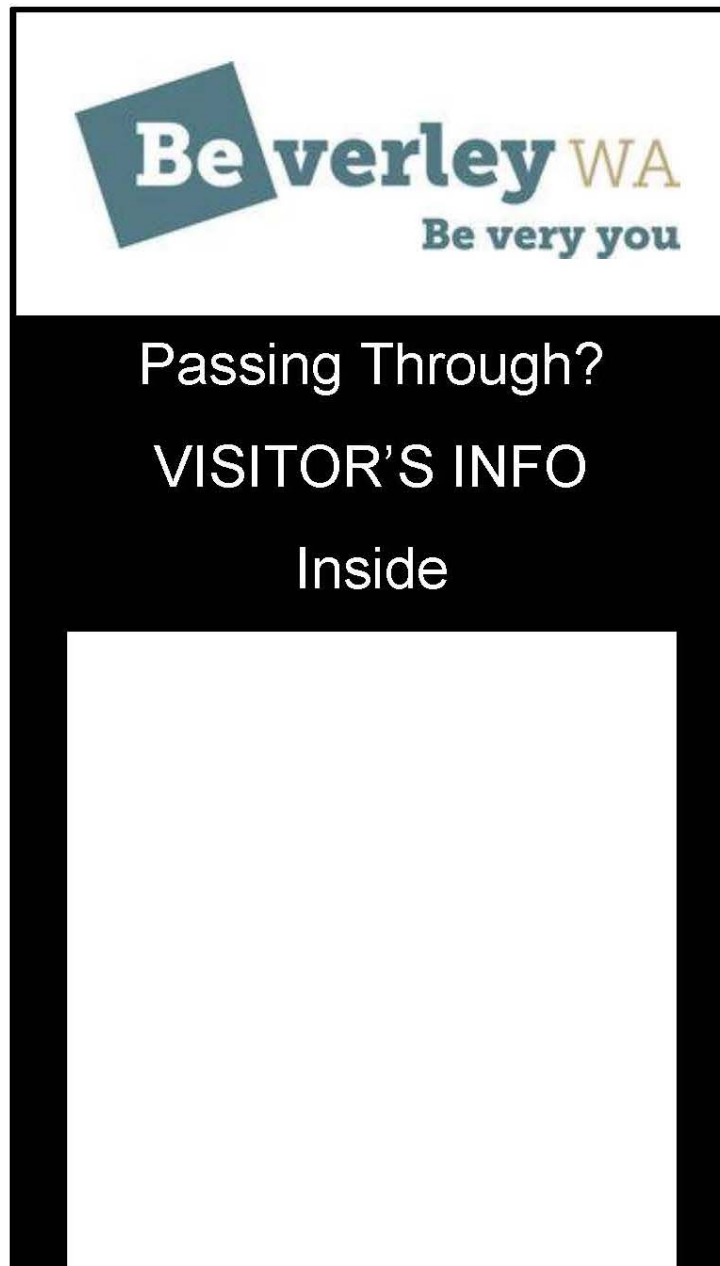 Beverley WA
Be very you
Passing Through?
VISITOR’S INFO
Inside